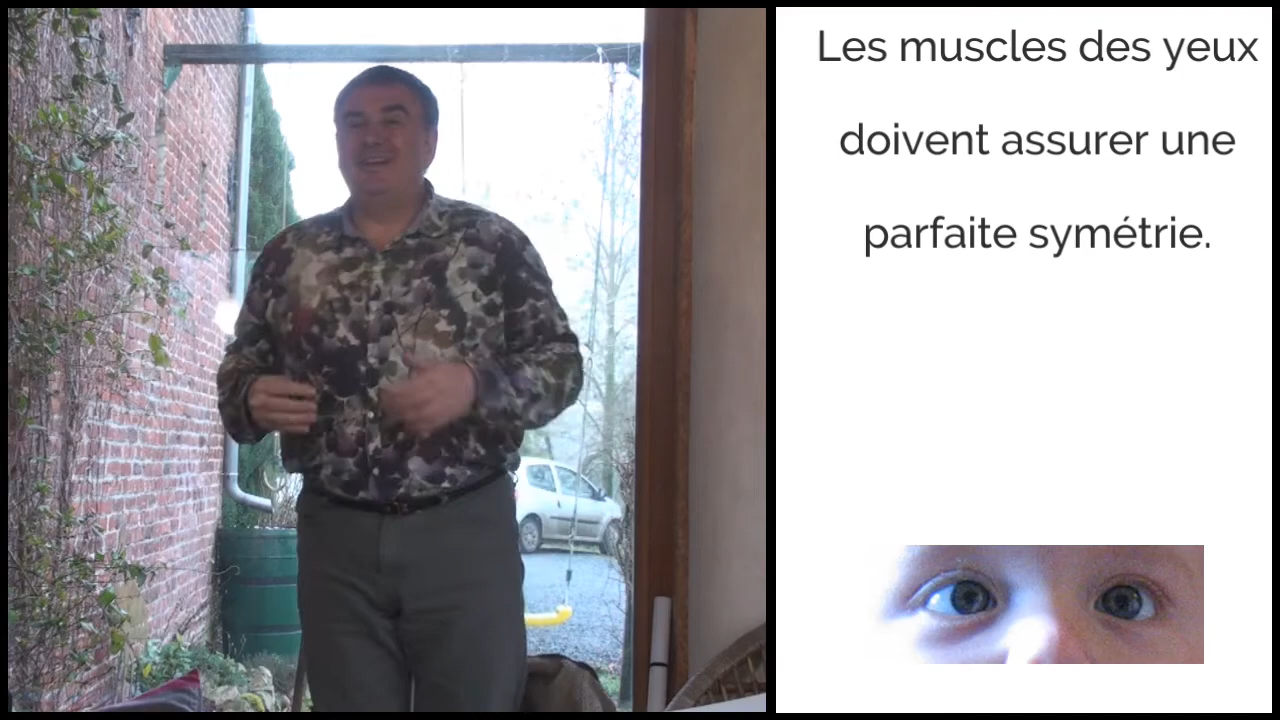 Les muscles des yeux
doivent assurer une
parfaite symétrie.